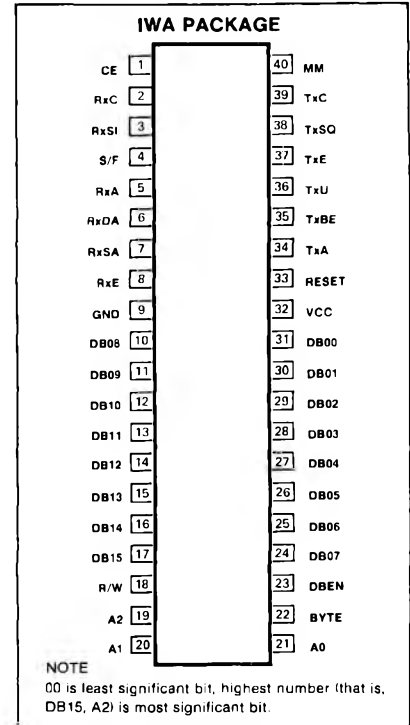 IWA PACKAGE
CE 1 40 MM
RxC 2 39 TxC
RxSI 3 38 TxSO
S/F 4 37 TxE
RxA 5 36 TxU
RxDA 6 35 TxBE
RxSA 7 34 TxA
RxE 8 33 RESET
GND 9 32 VCC
DB08 10 31 DB00
DB09 11 30 DB01
DB10 12 29 DB02
DB11 13 28 DB03
DB12 14 27 DB04
DB13 15 26 DB05
DB14 16 25 DB06
DB15 17 24 DB07
R/W 18 23 DBEN
A2 19 22 BYTE
A1 20 21 A0
NOTE
00 is least significant bit, highest number (that is,
DB15, A2) is most significant bit.